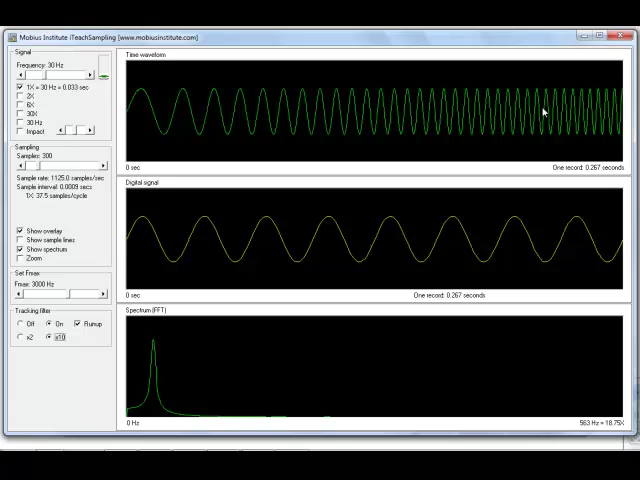 Mobius Institute iTeachSampling [www.mobiusinstitute.com]
Signal
Frequency: 30 Hz
1X = 30 Hz = 0.033 sec
2X
6X
30X
30 Hz
Impact
Sampling
Samples: 300
Sample rate: 1125.0 samples/sec
Sample interval: 0.0009 secs
1X: 37.5 samples/cycle
Show overlay
Show sample lines
Show spectrum
Zoom
Set Fmax
Fmax: 3000 Hz
Tracking filter
Off On Runup
x2 x10
Time waveform
0 sec One record: 0.267 seconds
Digital signal
0 sec One record: 0.267 seconds
Spectrum (FFT)
0 Hz 563 Hz = 18.75X